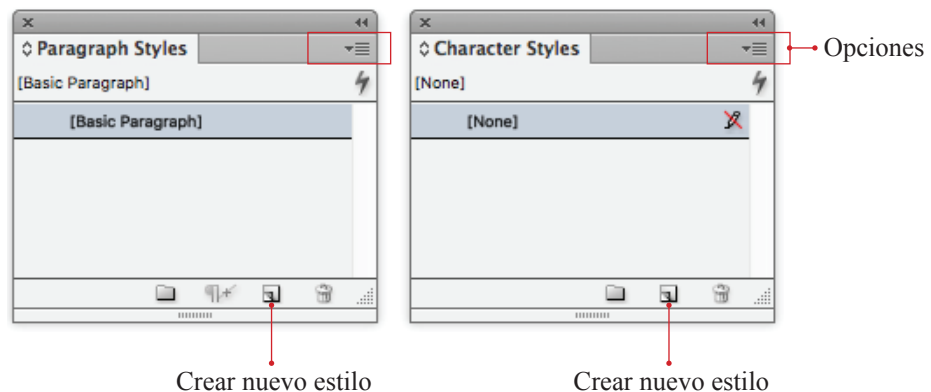 Paragraph Styles
[Basic Paragraph]
[Basic Paragraph]
Crear nuevo estilo
Character Styles
[None]
[None]
Opciones
Crear nuevo estilo